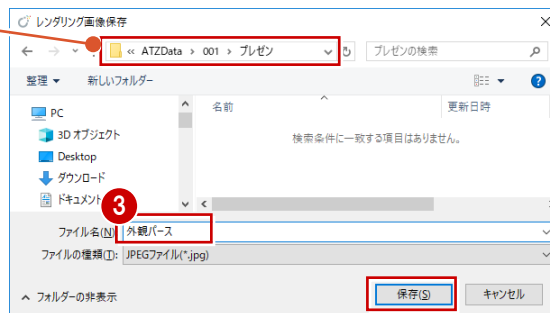 レンダリング画像保存
« ATZData › 001 › プレゼン
プレゼンの検索
整理 新しいフォルダー
PC
3D オブジェクト
Desktop
ダウンロード
ドキュメント
名前 更新日時
検索条件に一致する項目はありません。
3
ファイル名(N): 外観パース
ファイルの種類(T): JPEGファイル(*.jpg)
フォルダーの非表示
保存(S) キャンセル